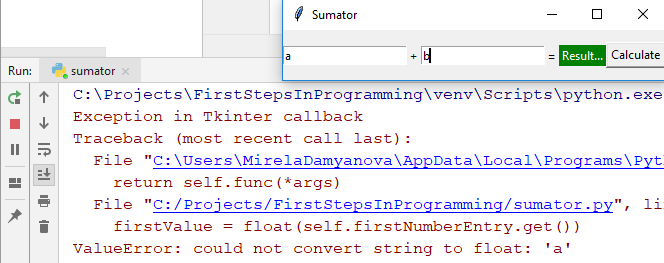 Sumator
a + b = Result... Calculate
Run: sumator
C:\Projects\FirstStepsInProgramming\venv\Scripts\python.exe
Exception in Tkinter callback
Traceback (most recent call last):
File "C:\Users\MirelaDamyanova\AppData\Local\Programs\Pyt
return self.func(*args)
File "C:/Projects/FirstStepsInProgramming/sumator.py", li
firstValue = float(self.firstNumberEntry.get())
ValueError: could not convert string to float: 'a'